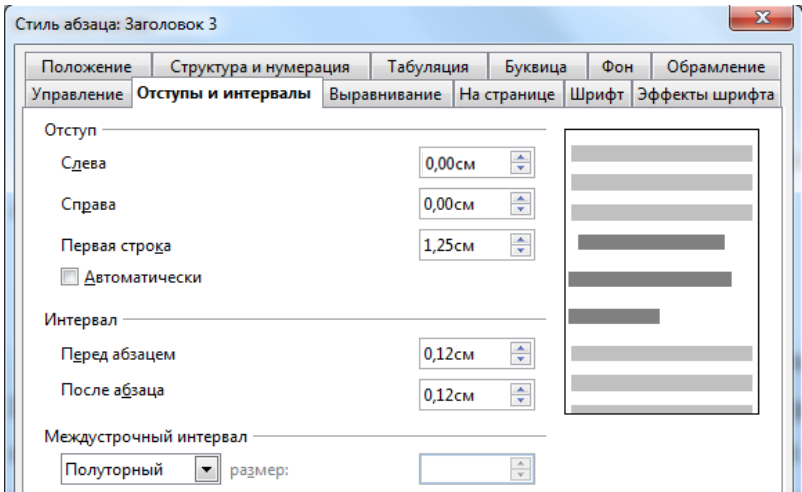 Стиль абзаца: Заголовок 3
x
Положение Структура и нумерация Табуляция Буквица Фон Обрамление
Управление Отступы и интервалы Выравнивание На странице Шрифт Эффекты шрифта
Отступ
Слева 0,00см
Справа 0,00см
Первая строка 1,25см
Автоматически
Интервал
Перед абзацем 0,12см
После абзаца 0,12см
Междустрочный интервал
Полуторный размер: